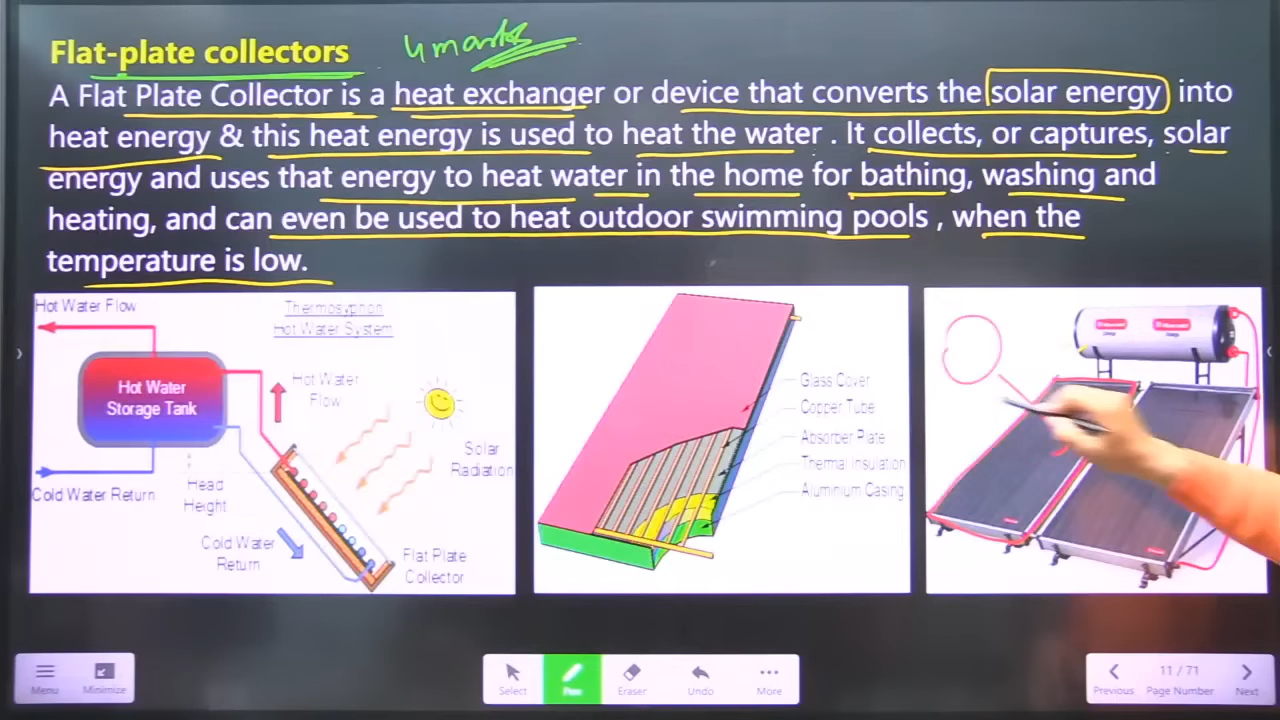 Flat-plate collectors
4 marks
A Flat Plate Collector is a heat exchanger or device that converts the solar energy into
heat energy & this heat energy is used to heat the water . It collects, or captures, solar
energy and uses that energy to heat water in the home for bathing, washing and
heating, and can even be used to heat outdoor swimming pools , when the
temperature is low.
Hot Water Flow
Thermosyphon
Hot Water System
Hot Water
Storage Tank
Hot Water
Flow
Solar
Radiation
Cold Water Return
Head
Height
Cold Water
Return
Flat Plate
Collector
Glass Cover
Copper Tube
Absorber Plate
Thermal Insulation
Aluminium Casing
Menu
Minimize
Select
Pen
Eraser
Undo
More
Previous
11 / 71
Page Number
Next